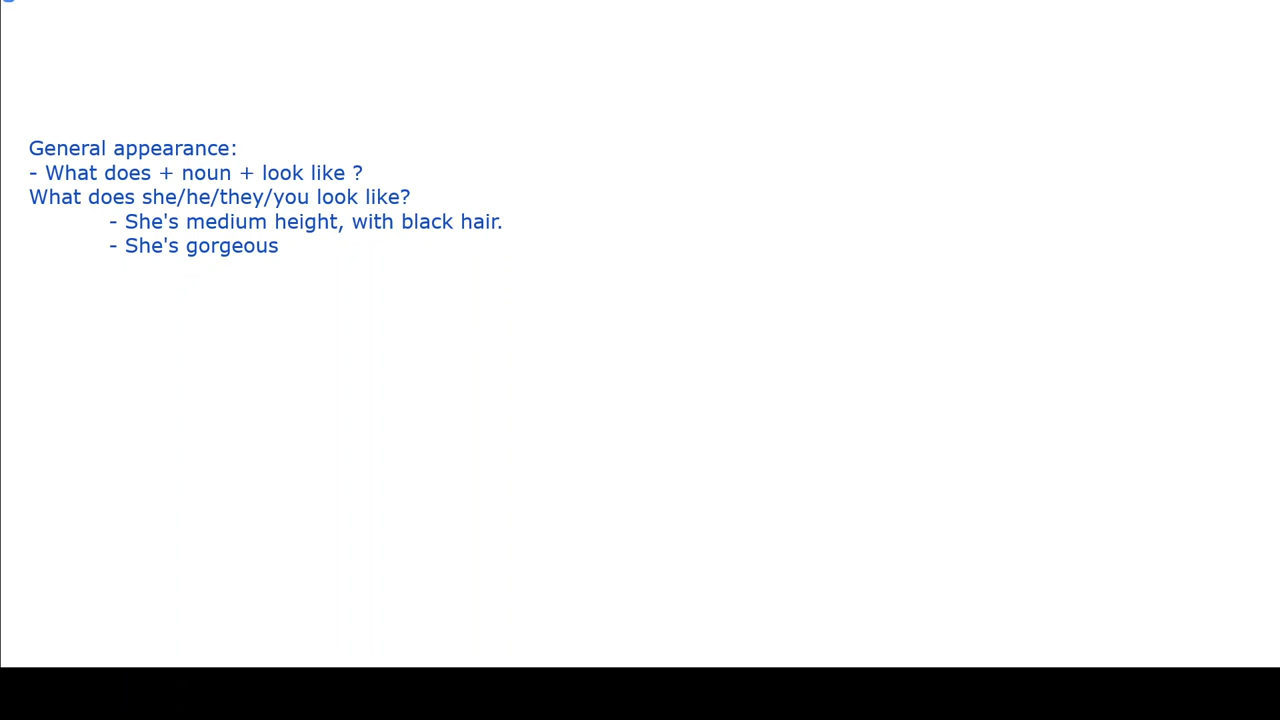 General appearance:
- What does + noun + look like ?
What does she/he/they/you look like?
- She's medium height, with black hair.
- She's gorgeous